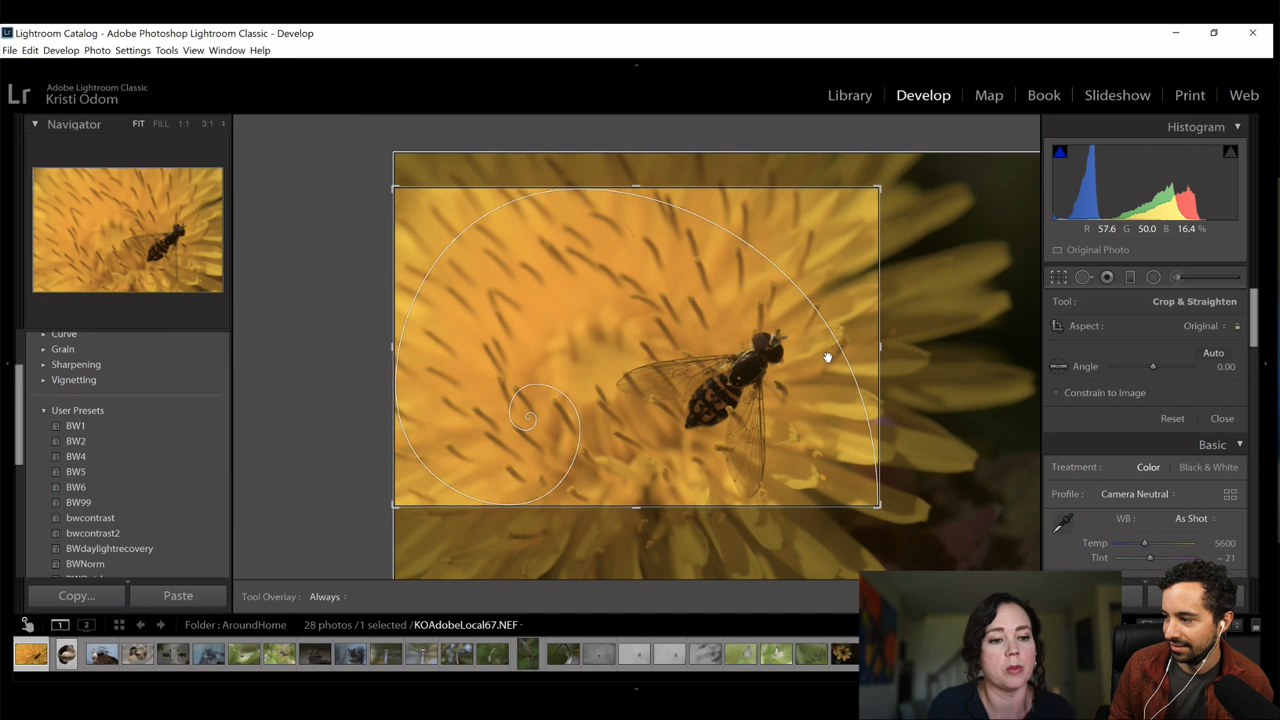 Lr Lightroom Catalog - Adobe Photoshop Lightroom Classic - Develop
File Edit Develop Photo Settings Tools View Window Help
Lr Adobe Lightroom Classic
Kristi Odom
Library | Develop | Map | Book | Slideshow | Print | Web
Navigator FIT FILL 1:1 3:1
Histogram
R 57.6 G 50.0 B 16.4 %
Original Photo
Tool : Crop & Straighten
Aspect : Original
Auto
Angle 0.00
Constrain to Image
Reset Close
Basic
Treatment : Color Black & White
Profile : Camera Neutral
WB : As Shot
Temp 5600
Tint – 21
Curve
Grain
Sharpening
Vignetting
User Presets
BW1
BW2
BW4
BW5
BW6
BW99
bwcontrast
bwcontrast2
BWdaylightrecovery
BWNorm
Copy... Paste
Tool Overlay : Always
1 2 Folder : AroundHome 28 photos / 1 selected / KOAdobeLocal67.NEF